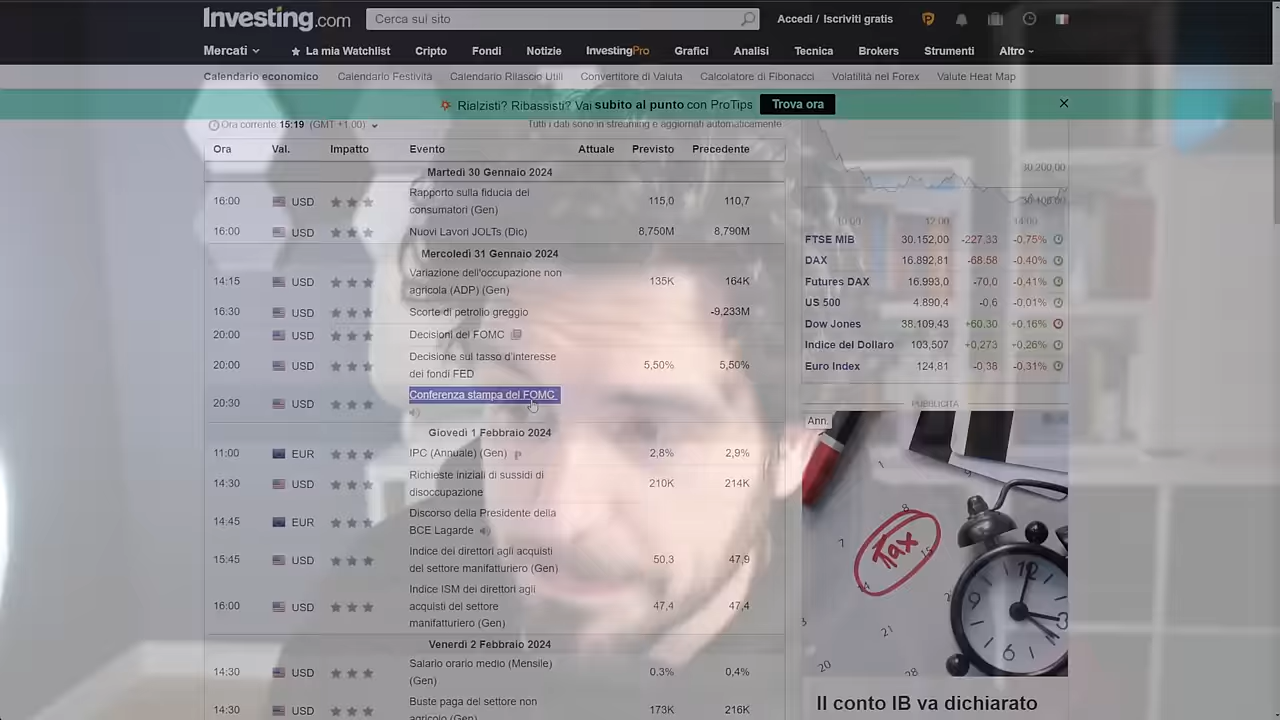 Investing.com
Cerca sul sito
Accedi / Iscriviti gratis
Mercati
La mia Watchlist
Cripto
Fondi
Notizie
InvestingPro
Grafici
Analisi
Tecnica
Brokers
Strumenti
Altro
Calendario economico
Calendario Festività
Calendario Rilascio Utili
Convertitore di Valuta
Calcolatore di Fibonacci
Volatilità nel Forex
Valute Heat Map
Rialzisti? Ribassisti? Vai subito al punto con ProTips
Trova ora
Ora corrente: 15:19 (GMT +1:00)
Tutti i dati sono in streaming e aggiornati automaticamente
Ora Val. Impatto Evento Attuale Previsto Precedente
Martedì 30 Gennaio 2024
16:00 USD Rapporto sulla fiducia dei
consumatori (Gen) 115,0 110,7
16:00 USD Nuovi Lavori JOLTs (Dic) 8,750M 8,790M
Mercoledì 31 Gennaio 2024
14:15 USD Variazione dell'occupazione non
agricola (ADP) (Gen) 135K 164K
16:30 USD Scorte di petrolio greggio -9,233M
20:00 USD Decisioni del FOMC
20:00 USD Decisione sul tasso d'interesse
dei fondi FED 5,50% 5,50%
20:30 USD Conferenza stampa del FOMC
Giovedì 1 Febbraio 2024
11:00 EUR IPC (Annuale) (Gen) P 2,8% 2,9%
14:30 USD Richieste iniziali di sussidi di
disoccupazione 210K 214K
14:45 EUR Discorso della Presidente della
BCE Lagarde
15:45 USD Indice dei direttori agli acquisti
del settore manifatturiero (Gen) 50,3 47,9
16:00 USD Indice ISM dei direttori agli
acquisti del settore
manifatturiero (Gen) 47,4 47,4
Venerdì 2 Febbraio 2024
14:30 USD Salario orario medio (Mensile)
(Gen) 0,3% 0,4%
14:30 USD Buste paga del settore non
agricolo (Gen) 173K 216K
30.200,00
30.100,00
10:00 12:00 14:00
FTSE MIB 30.152,00 -227,33 -0,75%
DAX 16.892,81 -68,58 -0,40%
Futures DAX 16.993,0 -70,0 -0,41%
US 500 4.890,4 -0,6 -0,01%
Dow Jones 38.109,43 +60,30 +0,16%
Indice del Dollaro 103,507 +0,273 +0,26%
Euro Index 124,81 -0,38 -0,31%
PUBBLICITÀ
Ann.
Tax
Il conto IB va dichiarato